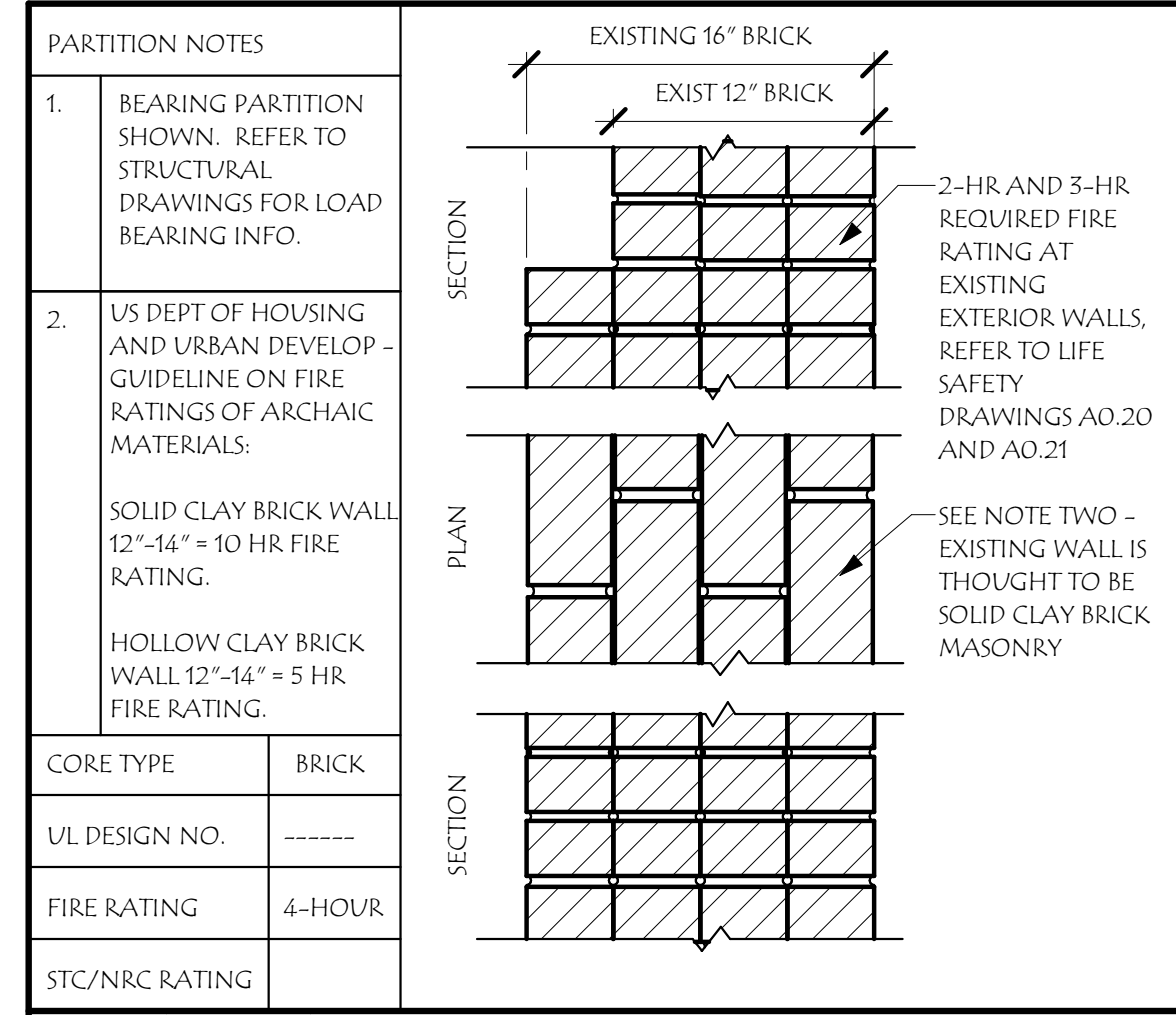 PARTITION NOTES
1.
BEARING PARTITION
SHOWN. REFER TO
STRUCTURAL
DRAWINGS FOR LOAD
BEARING INFO.
2.
US DEPT OF HOUSING
AND URBAN DEVELOP -
GUIDELINE ON FIRE
RATINGS OF ARCHAIC
MATERIALS:
SOLID CLAY BRICK WALL
12"-14" = 10 HR FIRE
RATING.
HOLLOW CLAY BRICK
WALL 12"-14" = 5 HR
FIRE RATING.
CORE TYPE
BRICK
UL DESIGN NO.
------
FIRE RATING
4-HOUR
STC/NRC RATING
EXISTING 16" BRICK
EXIST 12" BRICK
SECTION
2-HR AND 3-HR
REQUIRED FIRE
RATING AT
EXISTING
EXTERIOR WALLS,
REFER TO LIFE
SAFETY
DRAWINGS A0.20
AND A0.21
PLAN
SEE NOTE TWO -
EXISTING WALL IS
THOUGHT TO BE
SOLID CLAY BRICK
MASONRY
SECTION